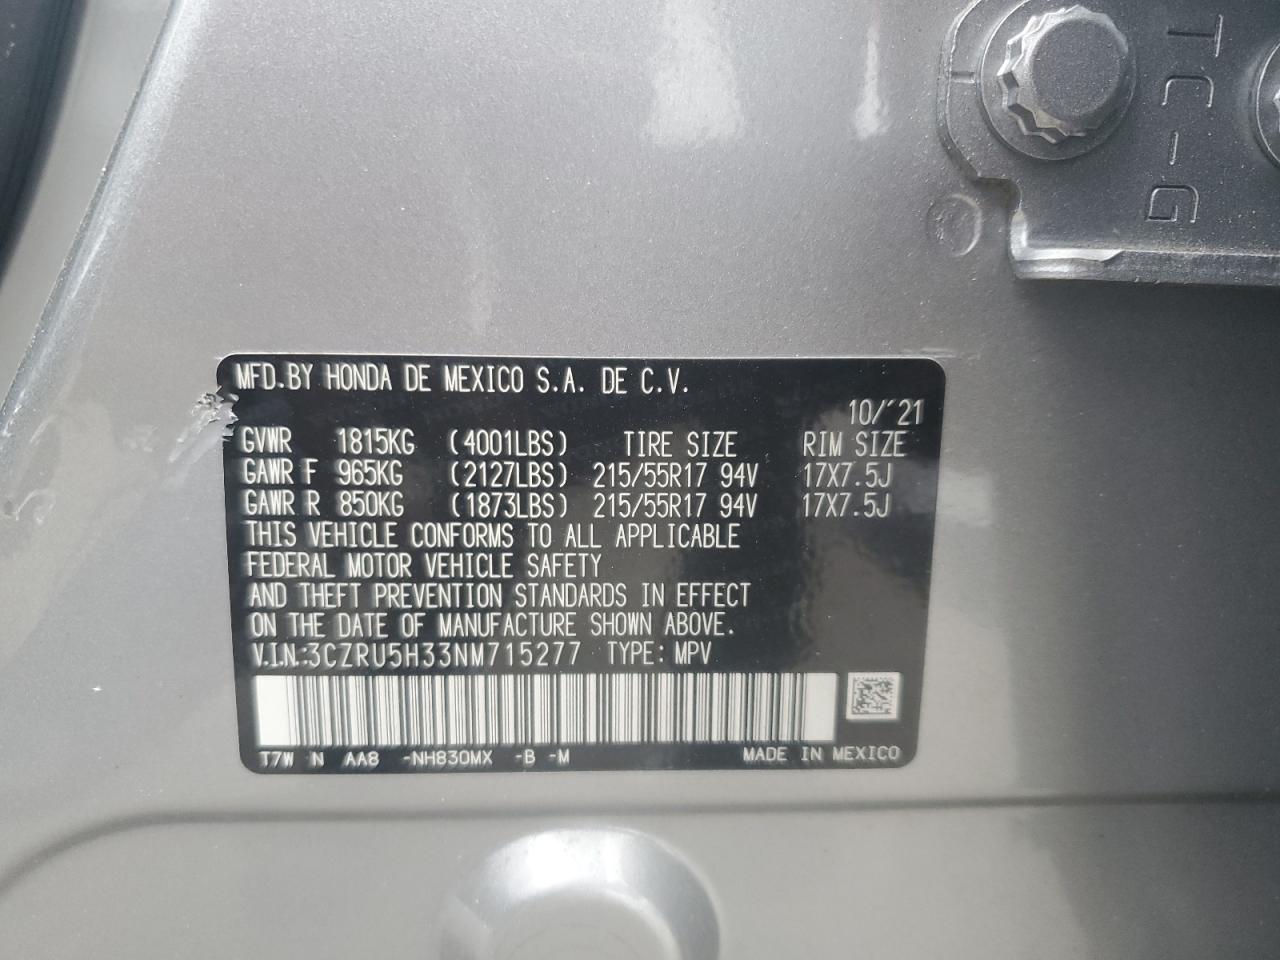 TC-G
MFD.BY HONDA DE MEXICO S.A. DE C.V.
10/'21
GVWR 1815KG (4001LBS) TIRE SIZE RIM SIZE
GAWR F 965KG (2127LBS) 215/55R17 94V 17X7.5J
GAWR R 850KG (1873LBS) 215/55R17 94V 17X7.5J
THIS VEHICLE CONFORMS TO ALL APPLICABLE
FEDERAL MOTOR VEHICLE SAFETY
AND THEFT PREVENTION STANDARDS IN EFFECT
ON THE DATE OF MANUFACTURE SHOWN ABOVE.
V.I.N.:3CZRU5H33NM715277 TYPE: MPV
T7W N AA8 -NH830MX -B -M MADE IN MEXICO